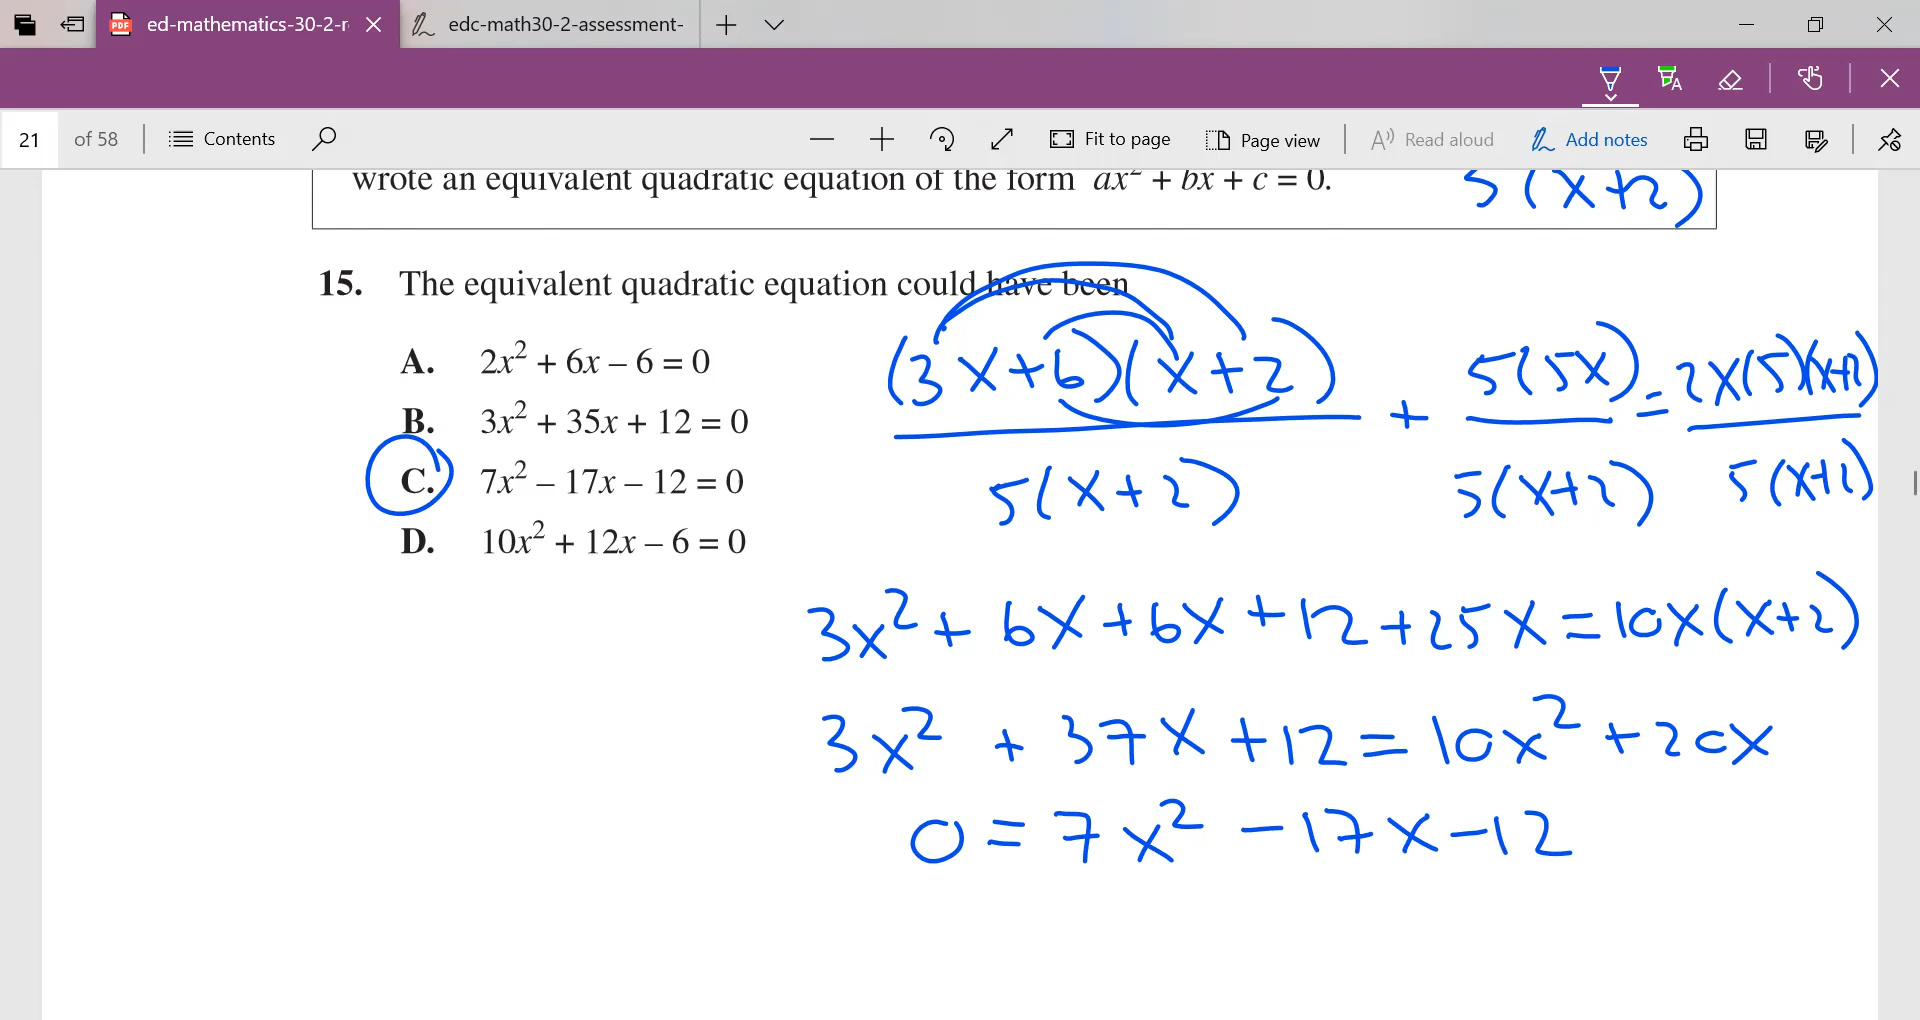 ed-mathematics-30-2-r
edc-math30-2-assessment-
21 of 58 Contents Fit to page Page view Read aloud Add notes
wrote an equivalent quadratic equation of the form ax² + bx + c = 0.
5(x+2)
15. The equivalent quadratic equation could have been
A. 2x² + 6x – 6 = 0
B. 3x² + 35x + 12 = 0
C. 7x² – 17x – 12 = 0
D. 10x² + 12x – 6 = 0
(3x+6)(x+2) + 5(5x) = 2x(5)(x+2)
5(x+2) 5(x+2) 5(x+2)
3x² + 6x + 6x + 12 + 25x = 10x(x+2)
3x² + 37x + 12 = 10x² + 20x
0 = 7x² – 17x – 12